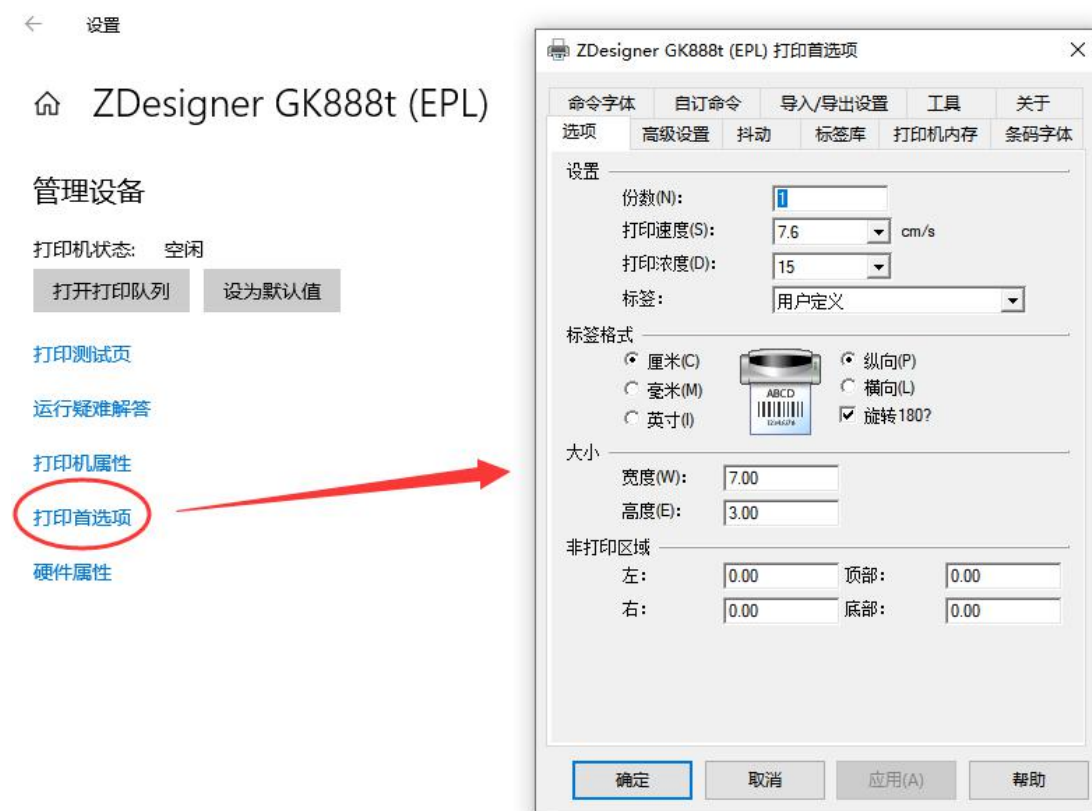 设置
ZDesigner GK888t (EPL)
管理设备
打印机状态: 空闲
打开打印队列 设为默认值
打印测试页
运行疑难解答
打印机属性
打印首选项
硬件属性
ZDesigner GK888t (EPL) 打印首选项
命令字体 自订命令 导入/导出设置 工具 关于
选项 高级设置 抖动 标签库 打印机内存 条码字体
设置
份数(N): 1
打印速度(S): 7.6 cm/s
打印浓度(D): 15
标签: 用户定义
标签格式
厘米(C) 纵向(P)
毫米(M) 横向(L)
英寸(I) 旋转180?
ABCD
大小
宽度(W): 7.00
高度(E): 3.00
非打印区域
左: 0.00 顶部: 0.00
右: 0.00 底部: 0.00
确定 取消 应用(A) 帮助